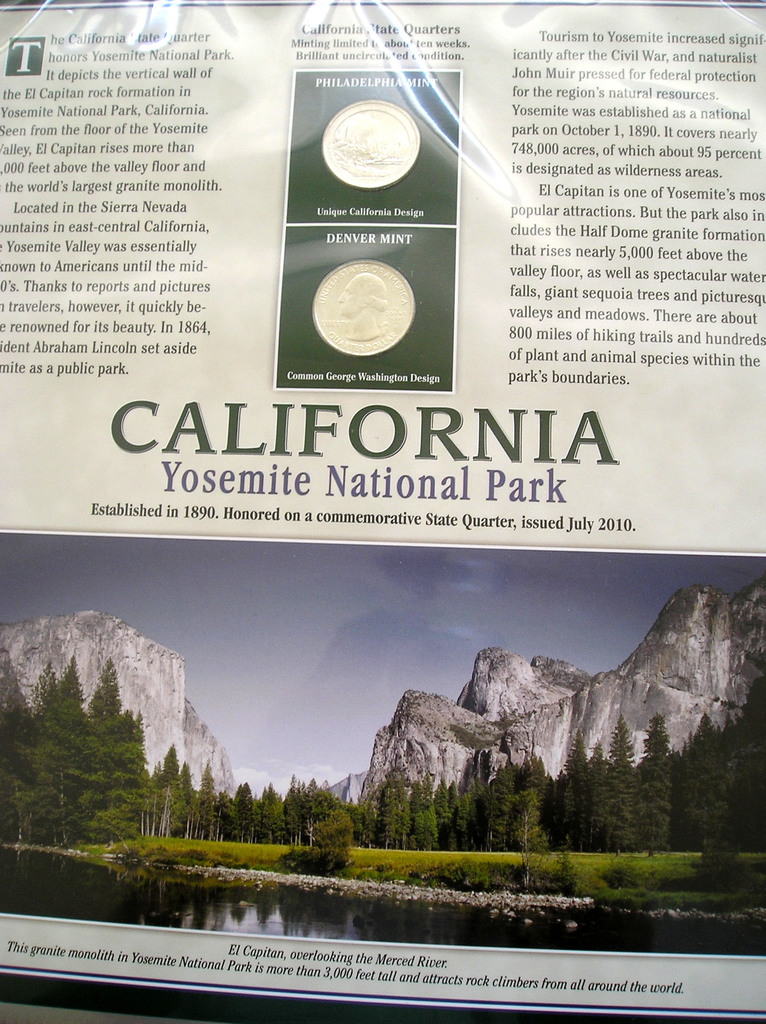 The California State Quarter
honors Yosemite National Park.
It depicts the vertical wall of
the El Capitan rock formation in
Yosemite National Park, California.
Seen from the floor of the Yosemite
Valley, El Capitan rises more than
,000 feet above the valley floor and
the world's largest granite monolith.
Located in the Sierra Nevada
ountains in east-central California,
Yosemite Valley was essentially
known to Americans until the mid-
0's. Thanks to reports and pictures
travelers, however, it quickly be-
e renowned for its beauty. In 1864,
ident Abraham Lincoln set aside
mite as a public park.
California State Quarters
Minting limited to about ten weeks.
Brilliant uncirculated condition.
PHILADELPHIA MINT
Unique California Design
DENVER MINT
UNITED STATES OF AMERICA
QUARTER DOLLAR
Common George Washington Design
Tourism to Yosemite increased signif-
icantly after the Civil War, and naturalist
John Muir pressed for federal protection
for the region's natural resources.
Yosemite was established as a national
park on October 1, 1890. It covers nearly
748,000 acres, of which about 95 percent
is designated as wilderness areas.
El Capitan is one of Yosemite's mos
popular attractions. But the park also in
cludes the Half Dome granite formation
that rises nearly 5,000 feet above the
valley floor, as well as spectacular water
falls, giant sequoia trees and picturesqu
valleys and meadows. There are about
800 miles of hiking trails and hundreds
of plant and animal species within the
park's boundaries.
CALIFORNIA
Yosemite National Park
Established in 1890. Honored on a commemorative State Quarter, issued July 2010.
El Capitan, overlooking the Merced River.
This granite monolith in Yosemite National Park is more than 3,000 feet tall and attracts rock climbers from all around the world.